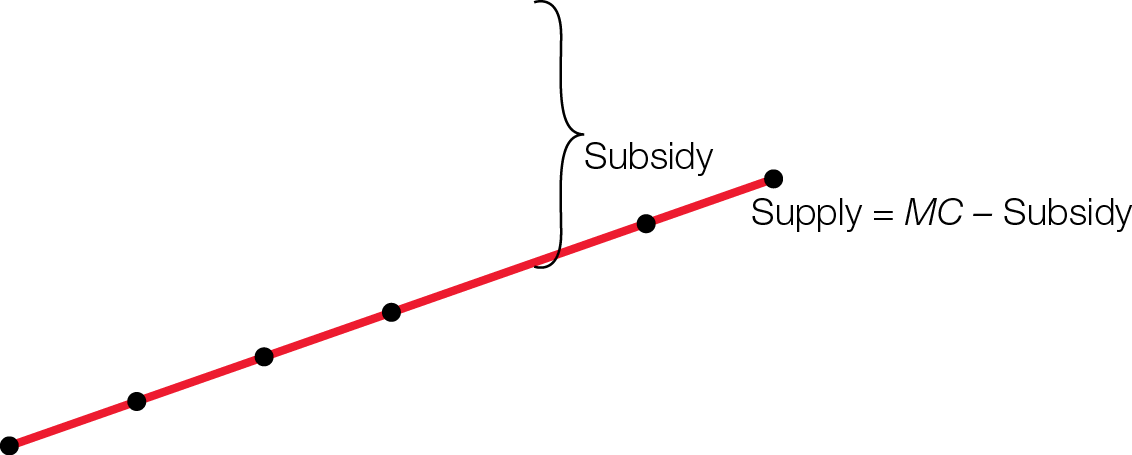 Subsidy
Supply = MC – Subsidy